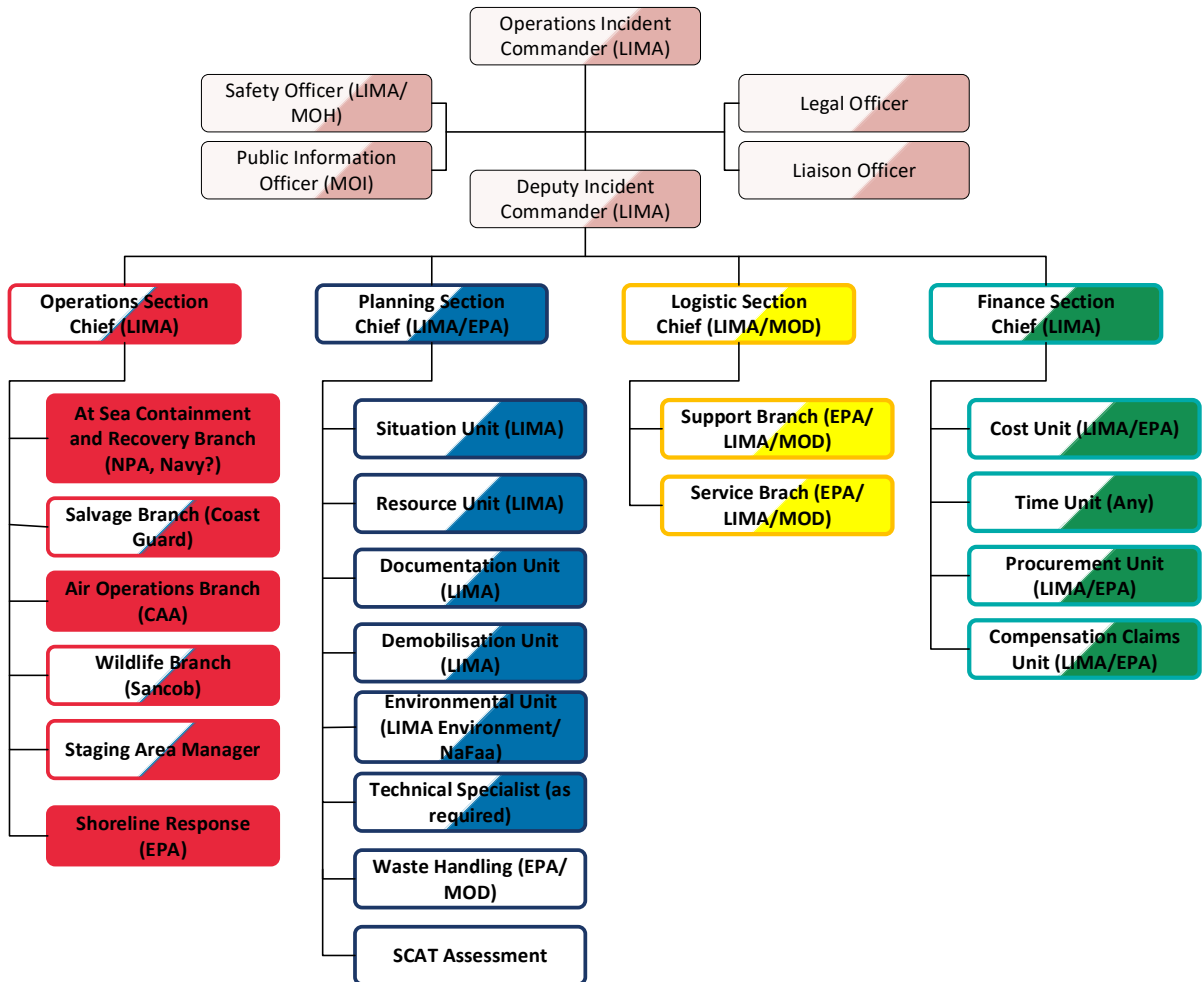 Operations Incident
Commander (LIMA)
Safety Officer (LIMA/
MOH)
Legal Officer
Public Information
Officer (MOI)
Liaison Officer
Deputy Incident
Commander (LIMA)
Operations Section
Chief (LIMA)
Planning Section
Chief (LIMA/EPA)
Logistic Section
Chief (LIMA/MOD)
Finance Section
Chief (LIMA)
At Sea Containment
and Recovery Branch
(NPA, Navy?)
Salvage Branch (Coast
Guard)
Air Operations Branch
(CAA)
Wildlife Branch
(Sancob)
Staging Area Manager
Shoreline Response
(EPA)
Situation Unit (LIMA)
Resource Unit (LIMA)
Documentation Unit
(LIMA)
Demobilisation Unit
(LIMA)
Environmental Unit
(LIMA Environment/
NaFaa)
Technical Specialist (as
required)
Waste Handling (EPA/
MOD)
SCAT Assessment
Support Branch (EPA/
LIMA/MOD)
Service Brach (EPA/
LIMA/MOD)
Cost Unit (LIMA/EPA)
Time Unit (Any)
Procurement Unit
(LIMA/EPA)
Compensation Claims
Unit (LIMA/EPA)